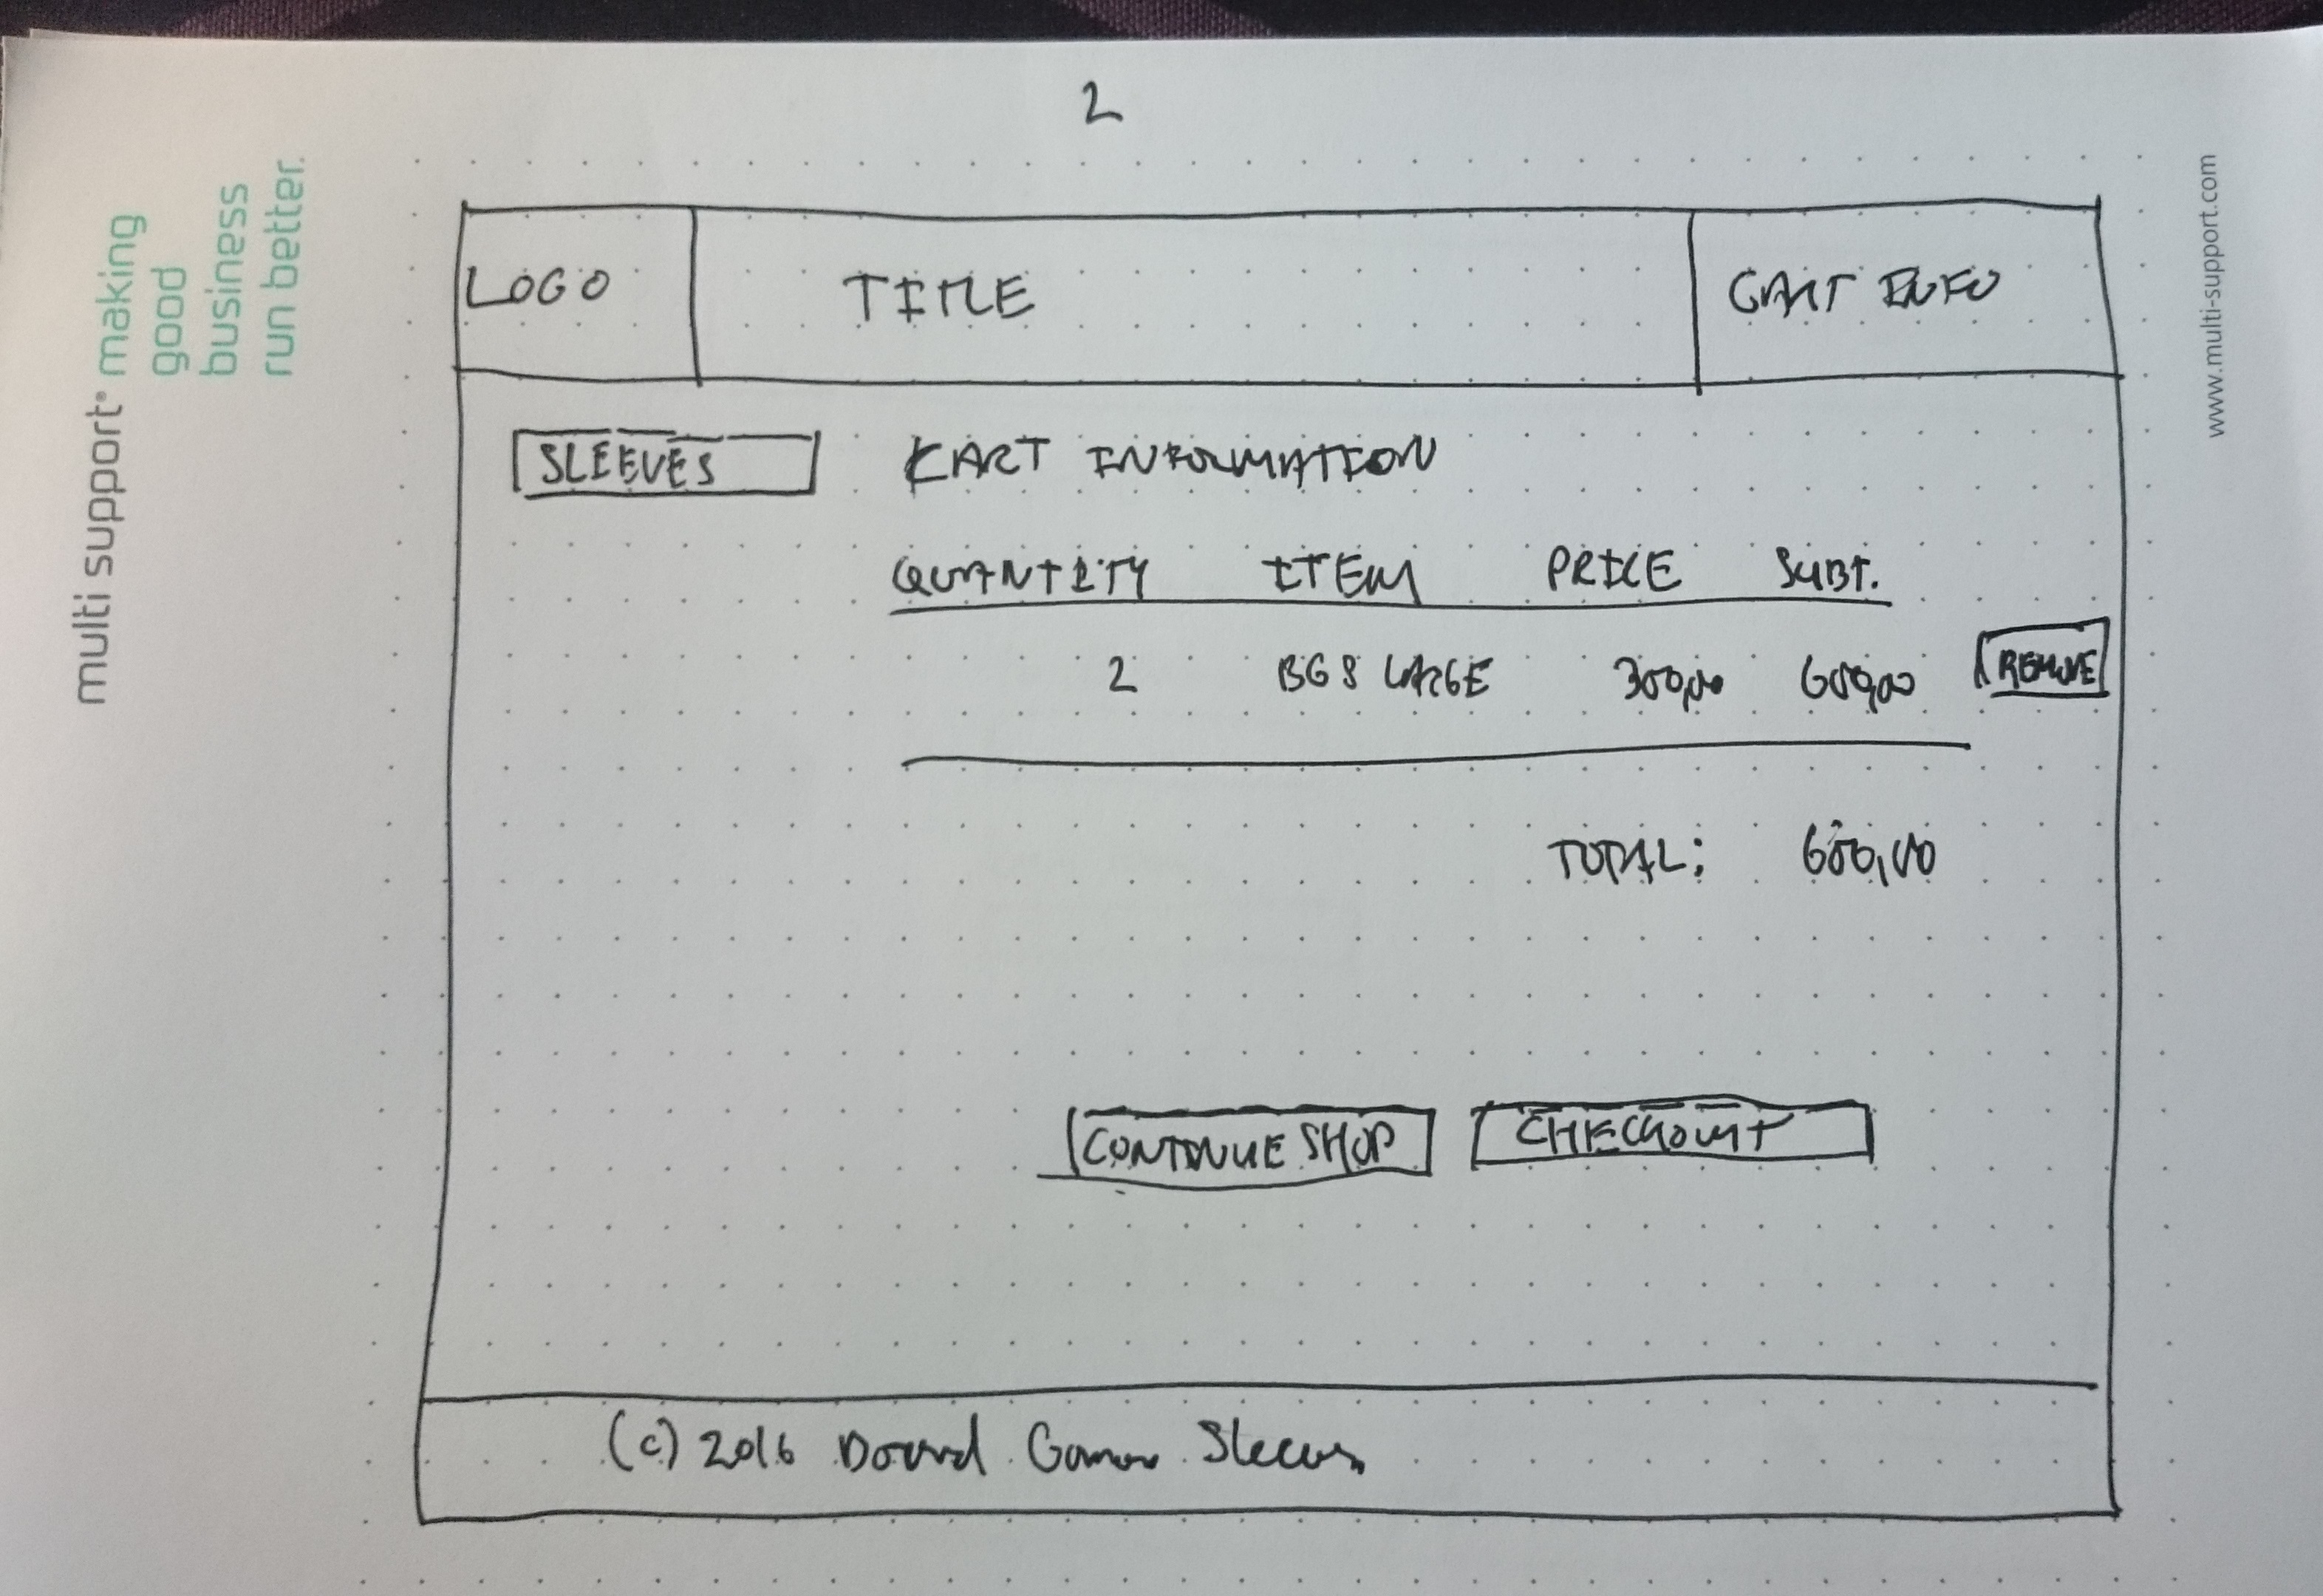 2
multi support® making
good
business
run better.
www.multi-support.com
LOGO
TITLE
CART INFO
SLEEVES
KART INFORMATION
QUANTITY ITEM PRICE SUBT.
2 BGS LARGE 300,00 600,00 REMOVE
TOTAL: 600,00
CONTINUE SHOP CHECKOUT
(c) 2016 Board Game Sleeves